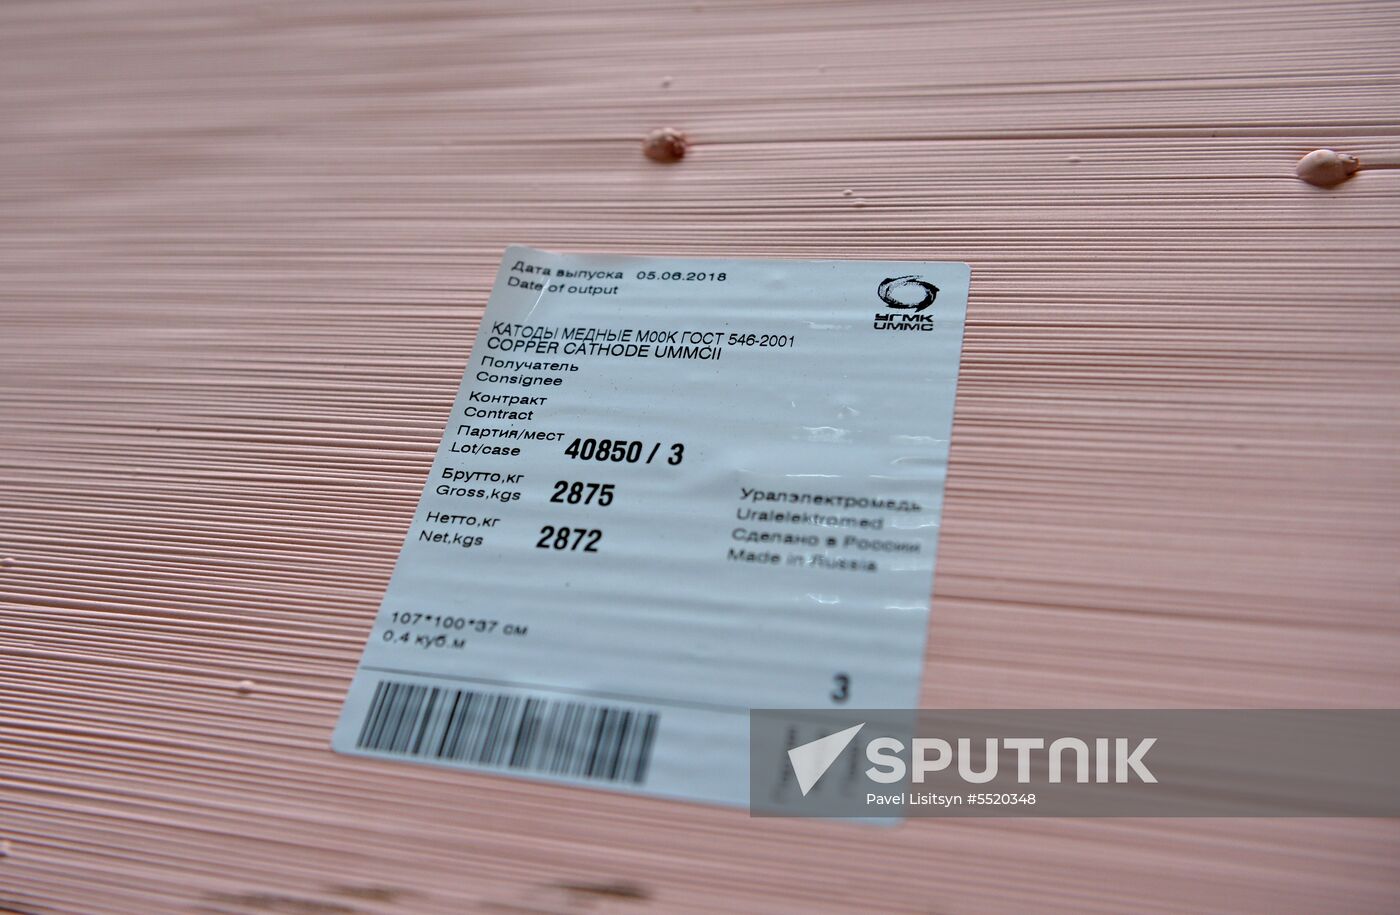 Дата выпуска 05.06.2018
Date of output
УГМК
UMMC
КАТОДЫ МЕДНЫЕ М00К ГОСТ 546-2001
COPPER CATHODE UMMCII
Получатель
Consignee
Контракт
Contract
Партия/мест
Lot/case 40850 / 3
Брутто,кг
Gross,kgs 2875
Нетто,кг
Net,kgs 2872
Уралэлектромедь
Uralelektromed
Сделано в России
Made in Russia
107*100*37 см
0,4 куб.м
3
SPUTNIK
Pavel Lisitsyn #5520348